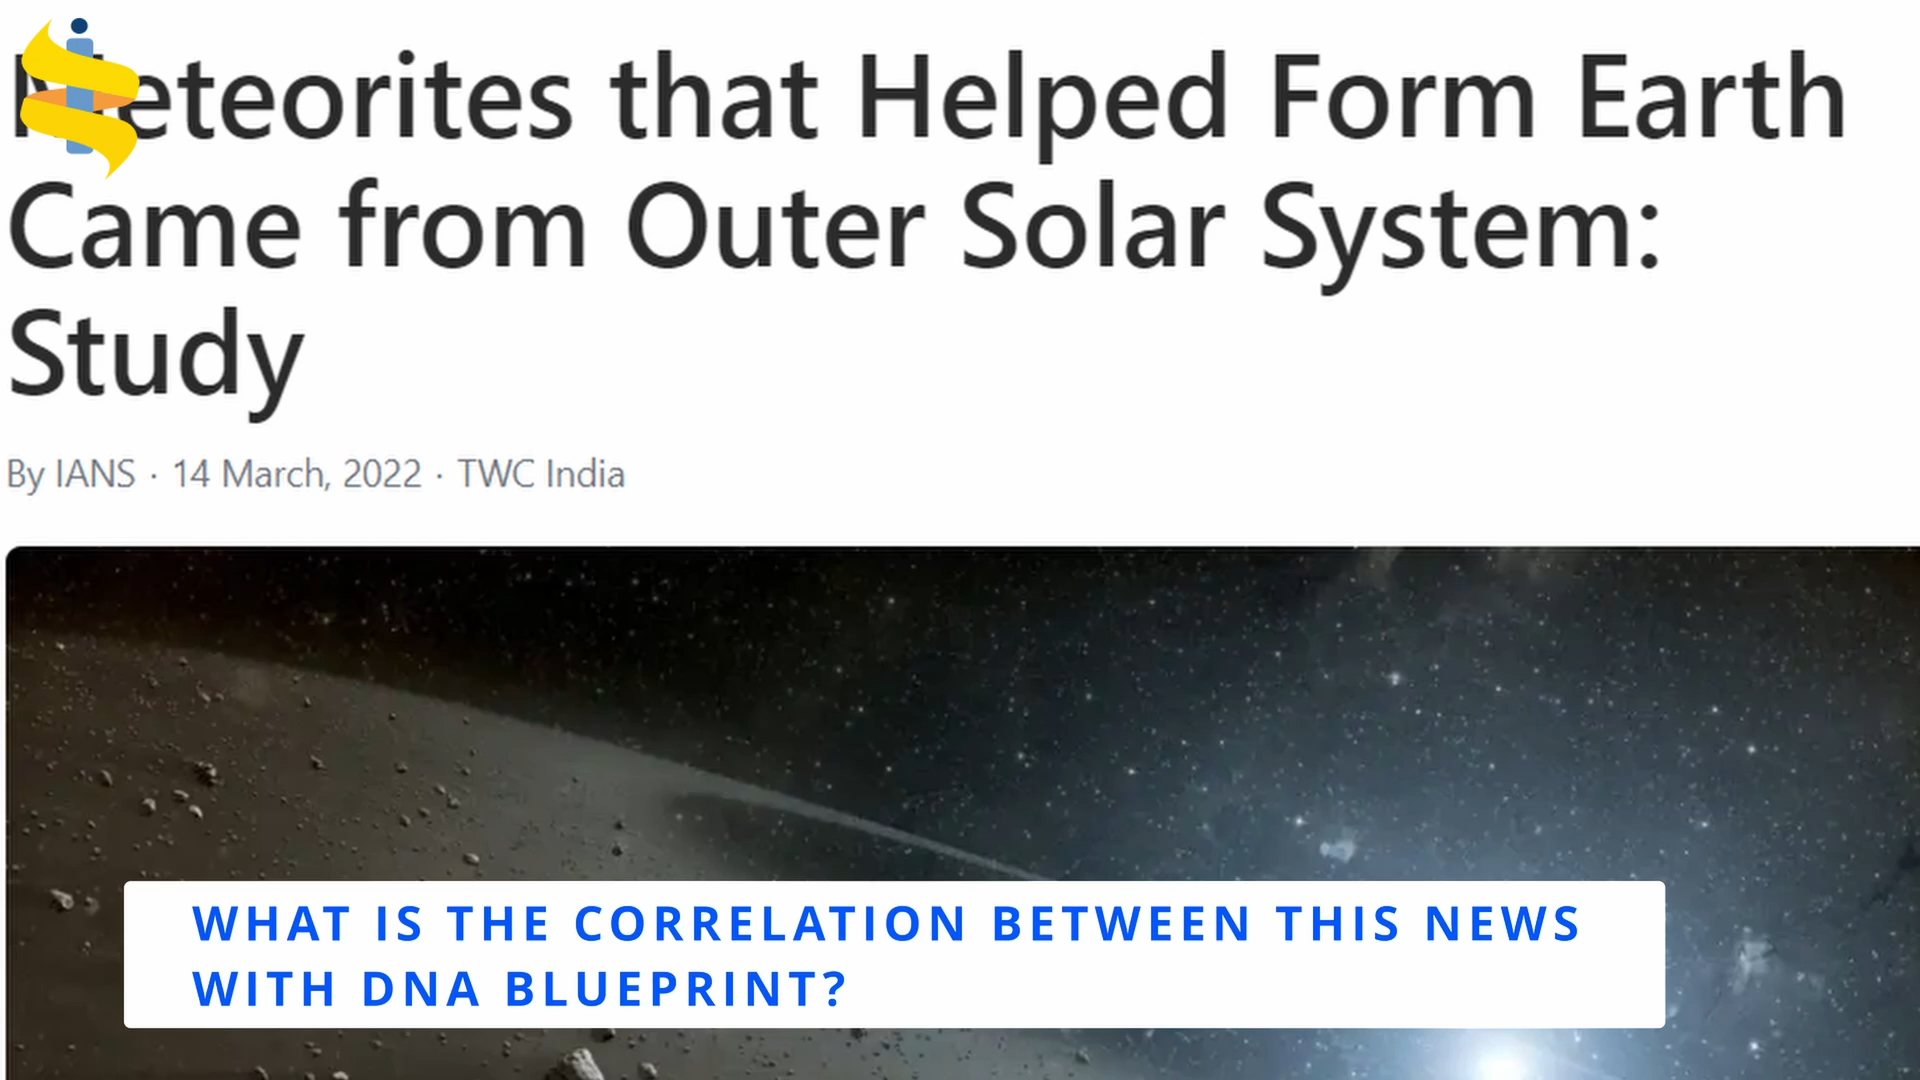 Meteorites that Helped Form Earth
Came from Outer Solar System:
Study
By IANS · 14 March, 2022 · TWC India
WHAT IS THE CORRELATION BETWEEN THIS NEWS
WITH DNA BLUEPRINT?